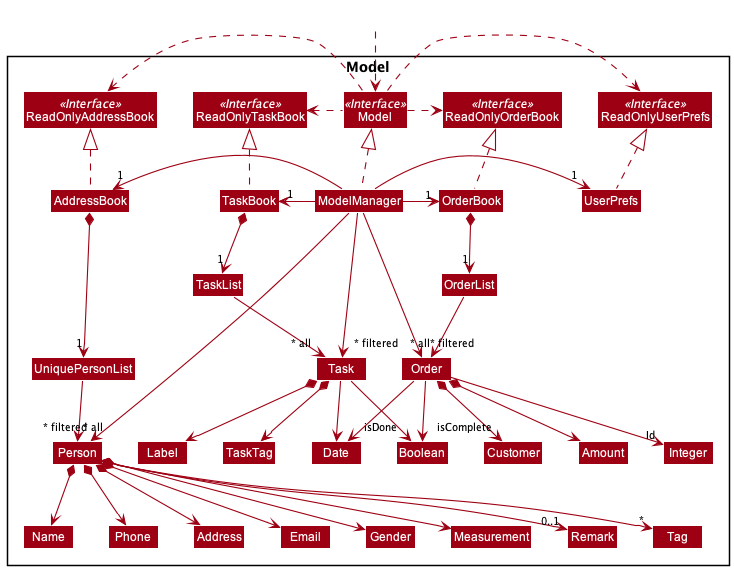 Model
«Interface»
ReadOnlyAddressBook
«Interface»
ReadOnlyTaskBook
«Interface»
Model
«Interface»
ReadOnlyOrderBook
«Interface»
ReadOnlyUserPrefs
1
1
1
1
AddressBook
TaskBook
ModelManager
OrderBook
UserPrefs
1
1
TaskList
OrderList
1
* all
* filtered
* all
* filtered
UniquePersonList
Task
Order
* filtered
* all
isDone
isComplete
Id
Person
Label
TaskTag
Date
Boolean
Customer
Amount
Integer
0..1
*
Name
Phone
Address
Email
Gender
Measurement
Remark
Tag